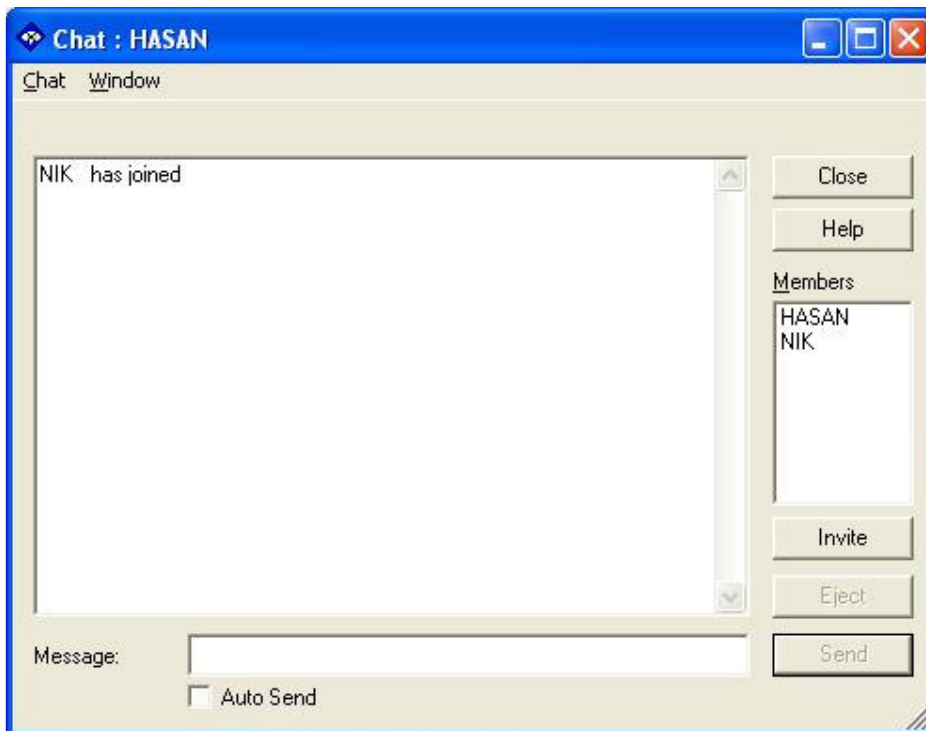 Chat : HASAN
Chat Window
NIK has joined
Close
Help
Members
HASAN
NIK
Invite
Eject
Message:
Send
Auto Send